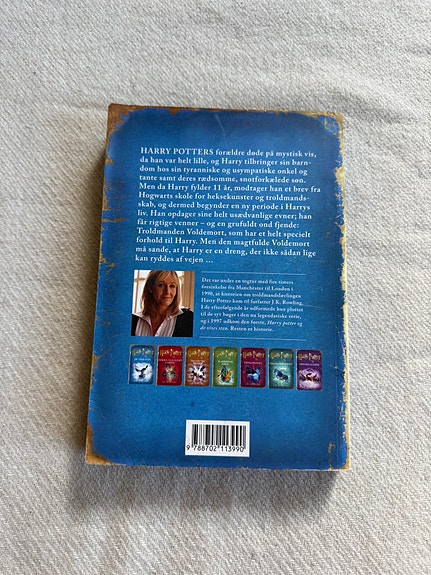 HARRY POTTERS forældre døde på mystisk vis,
da han var helt lille, og Harry tilbringer sin barn-
dom hos sin tyranniske og usympatiske onkel og
tante samt deres rædsomme, snotforkælede søn.
Men da Harry fylder 11 år, modtager han et brev fra
Hogwarts skole for heksekunster og troldmands-
skab, og dermed begynder en ny periode i Harrys
liv. Han opdager sine helt usædvanlige evner; han
får rigtige venner – og en grufuldt ond fjende:
Troldmanden Voldemort, som har et helt specielt
forhold til Harry. Men den magtfulde Voldemort
må sande, at Harry er en dreng, der ikke sådan lige
kan ryddes af vejen ...
Det var under en togtur med fire timers
forsinkelse fra Manchester til London i
1990, at historien om troldmandslærlingen
Harry Potter kom til forfatter J.K. Rowling.
I de efterfølgende år udformede hun plottet
til de syv bøger i den nu legendariske serie,
og i 1997 udkom den første, Harry Potter og
de vises sten. Resten er historie.
9 788702 113990